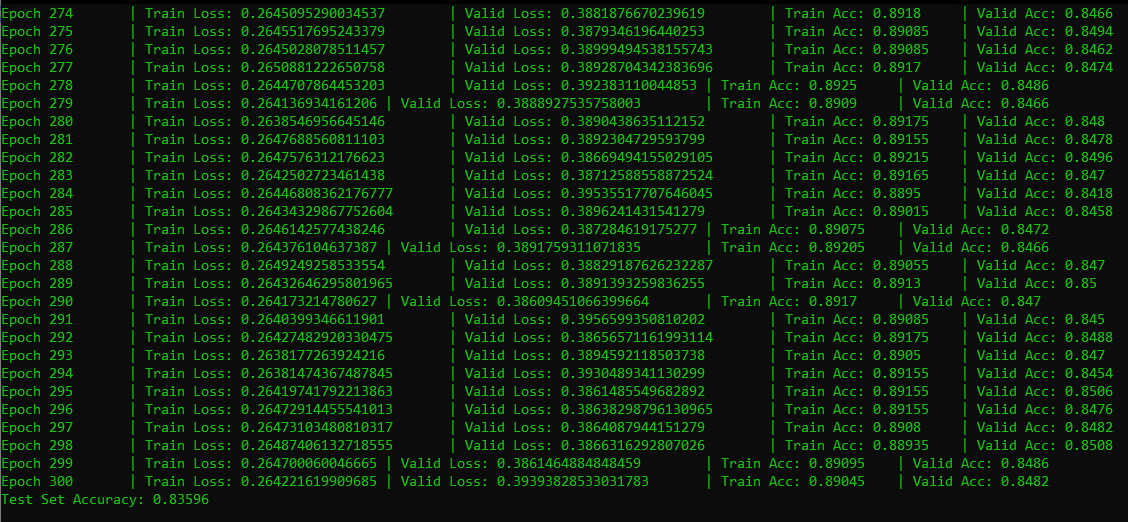 Epoch 274 | Train Loss: 0.2645095290034537 | Valid Loss: 0.3881876670239619 | Train Acc: 0.8918 | Valid Acc: 0.8466
Epoch 275 | Train Loss: 0.2645517695243379 | Valid Loss: 0.3879346196440253 | Train Acc: 0.89085 | Valid Acc: 0.8494
Epoch 276 | Train Loss: 0.2645028078511457 | Valid Loss: 0.38999494538155743 | Train Acc: 0.89085 | Valid Acc: 0.8462
Epoch 277 | Train Loss: 0.2650881222650758 | Valid Loss: 0.38928704342383696 | Train Acc: 0.8917 | Valid Acc: 0.8474
Epoch 278 | Train Loss: 0.2644707864453203 | Valid Loss: 0.392383110044853 | Train Acc: 0.8925 | Valid Acc: 0.8486
Epoch 279 | Train Loss: 0.264136934161206 | Valid Loss: 0.3888927535758003 | Train Acc: 0.8909 | Valid Acc: 0.8466
Epoch 280 | Train Loss: 0.2638546956645146 | Valid Loss: 0.3890438635112152 | Train Acc: 0.89175 | Valid Acc: 0.848
Epoch 281 | Train Loss: 0.2647688560811103 | Valid Loss: 0.3892304729593799 | Train Acc: 0.89155 | Valid Acc: 0.8478
Epoch 282 | Train Loss: 0.2647576312176623 | Valid Loss: 0.38669494155029105 | Train Acc: 0.89215 | Valid Acc: 0.8496
Epoch 283 | Train Loss: 0.2642502723461438 | Valid Loss: 0.38712588558872524 | Train Acc: 0.89165 | Valid Acc: 0.847
Epoch 284 | Train Loss: 0.26446808362176777 | Valid Loss: 0.39535517707646045 | Train Acc: 0.8895 | Valid Acc: 0.8418
Epoch 285 | Train Loss: 0.26434329867752604 | Valid Loss: 0.3896241431541279 | Train Acc: 0.89015 | Valid Acc: 0.8458
Epoch 286 | Train Loss: 0.2646142577438246 | Valid Loss: 0.387284619175277 | Train Acc: 0.89075 | Valid Acc: 0.8472
Epoch 287 | Train Loss: 0.264376104637387 | Valid Loss: 0.3891759311071835 | Train Acc: 0.89205 | Valid Acc: 0.8466
Epoch 288 | Train Loss: 0.2649249258533554 | Valid Loss: 0.38829187626232287 | Train Acc: 0.89055 | Valid Acc: 0.847
Epoch 289 | Train Loss: 0.26432646295801965 | Valid Loss: 0.3891393259836255 | Train Acc: 0.8913 | Valid Acc: 0.85
Epoch 290 | Train Loss: 0.264173214780627 | Valid Loss: 0.38609451066399664 | Train Acc: 0.8917 | Valid Acc: 0.847
Epoch 291 | Train Loss: 0.2640399346611901 | Valid Loss: 0.3956599350810202 | Train Acc: 0.89085 | Valid Acc: 0.845
Epoch 292 | Train Loss: 0.26427482920330475 | Valid Loss: 0.38656571161993114 | Train Acc: 0.89175 | Valid Acc: 0.8488
Epoch 293 | Train Loss: 0.2638177263924216 | Valid Loss: 0.3894592118503738 | Train Acc: 0.8905 | Valid Acc: 0.847
Epoch 294 | Train Loss: 0.26381474367487845 | Valid Loss: 0.3930489341130299 | Train Acc: 0.89155 | Valid Acc: 0.8454
Epoch 295 | Train Loss: 0.26419741792213863 | Valid Loss: 0.3861485549682892 | Train Acc: 0.89155 | Valid Acc: 0.8506
Epoch 296 | Train Loss: 0.26472914455541013 | Valid Loss: 0.38638298796130965 | Train Acc: 0.89155 | Valid Acc: 0.8476
Epoch 297 | Train Loss: 0.26473103480810317 | Valid Loss: 0.3864087944151279 | Train Acc: 0.8908 | Valid Acc: 0.8482
Epoch 298 | Train Loss: 0.26487406132718555 | Valid Loss: 0.3866316292807026 | Train Acc: 0.88935 | Valid Acc: 0.8508
Epoch 299 | Train Loss: 0.264700060046665 | Valid Loss: 0.3861464884848459 | Train Acc: 0.89095 | Valid Acc: 0.8486
Epoch 300 | Train Loss: 0.264221619909685 | Valid Loss: 0.39393828533031783 | Train Acc: 0.89045 | Valid Acc: 0.8482
Test Set Accuracy: 0.83596